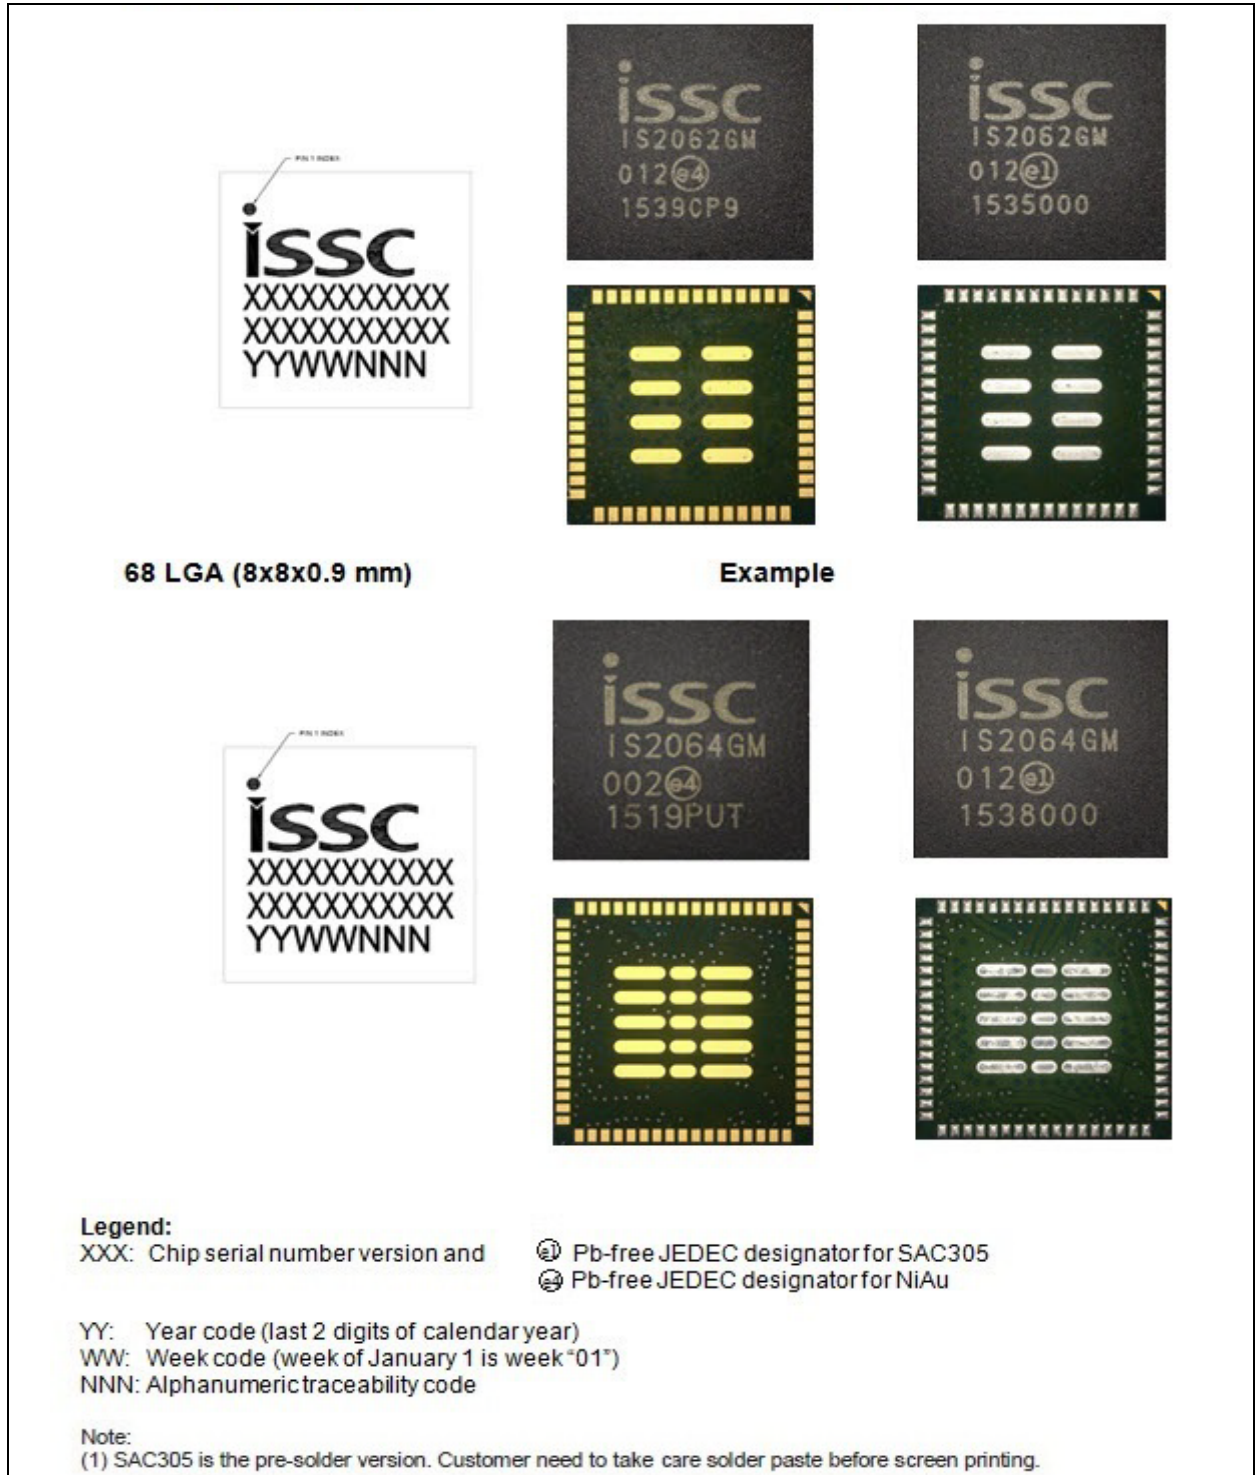 PIN 1 INDEX
issc
XXXXXXXXXXX
XXXXXXXXXXX
YYWWNNN
issc
IS2062GM
012 e4
1539CP9
issc
IS2062GM
012 e1
1535000
68 LGA (8x8x0.9 mm)
Example
PIN 1 INDEX
issc
XXXXXXXXXXX
XXXXXXXXXXX
YYWWNNN
issc
IS2064GM
002 e4
1519PUT
issc
IS2064GM
012 e1
1538000
Legend:
XXX: Chip serial number version and
e1 Pb-free JEDEC designator for SAC305
e4 Pb-free JEDEC designator for NiAu
YY: Year code (last 2 digits of calendar year)
WW: Week code (week of January 1 is week “01”)
NNN: Alphanumeric traceability code
Note:
(1) SAC305 is the pre-solder version. Customer need to take care solder paste before screen printing.